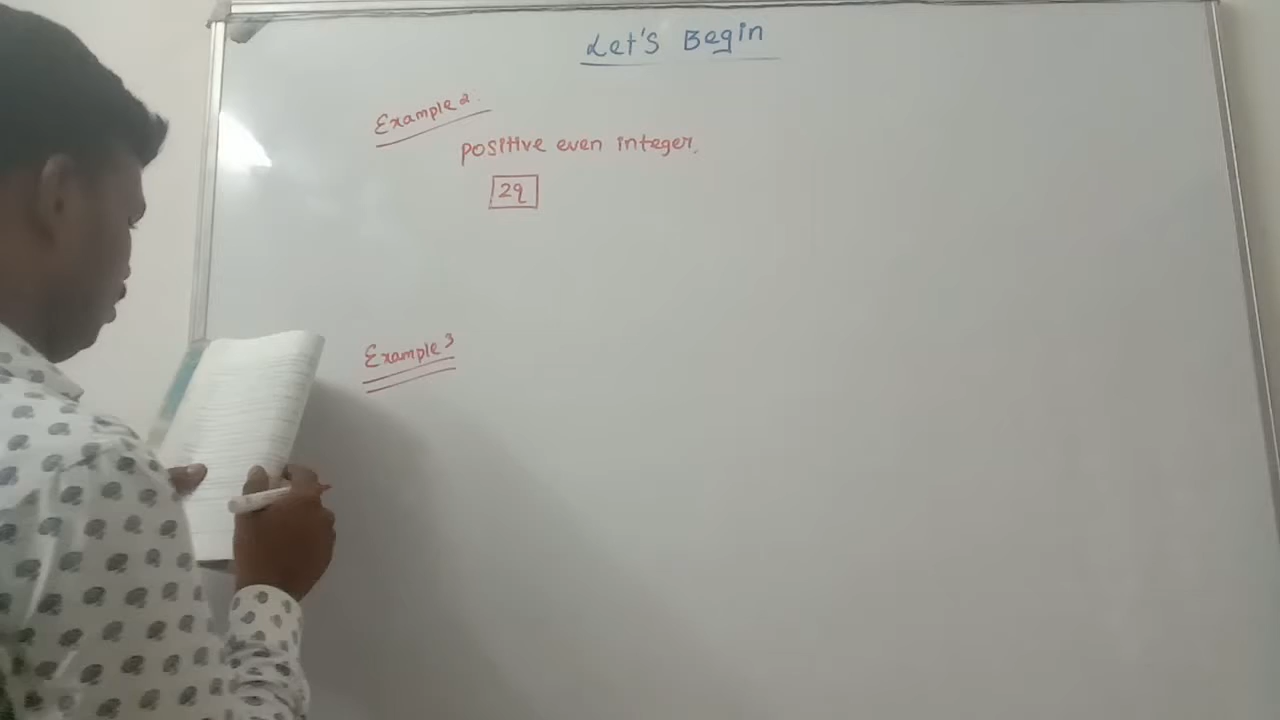 Let's Begin
Example 2.
positive even integer.
2q
Example 3